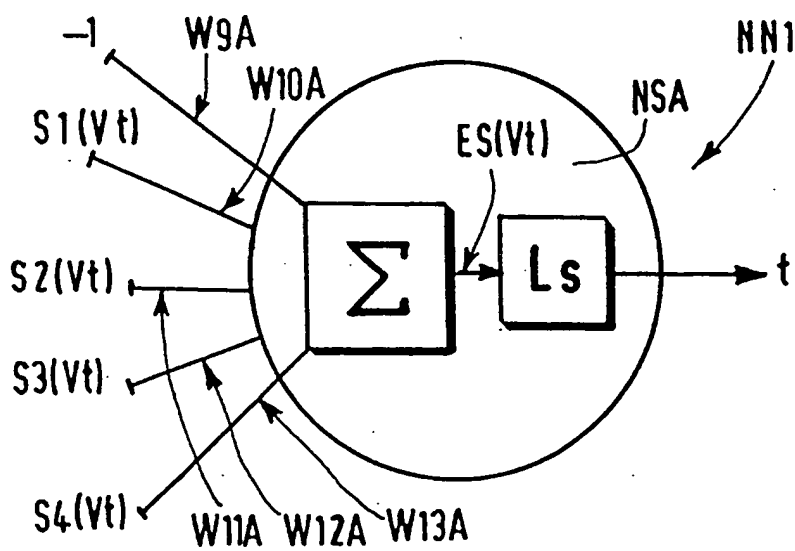 -1
W9A
NN1
W10A
NSA
S1(Vt)
ES(Vt)
Σ
Ls
t
S2(Vt)
S3(Vt)
S4(Vt)
W11A
W12A
W13A